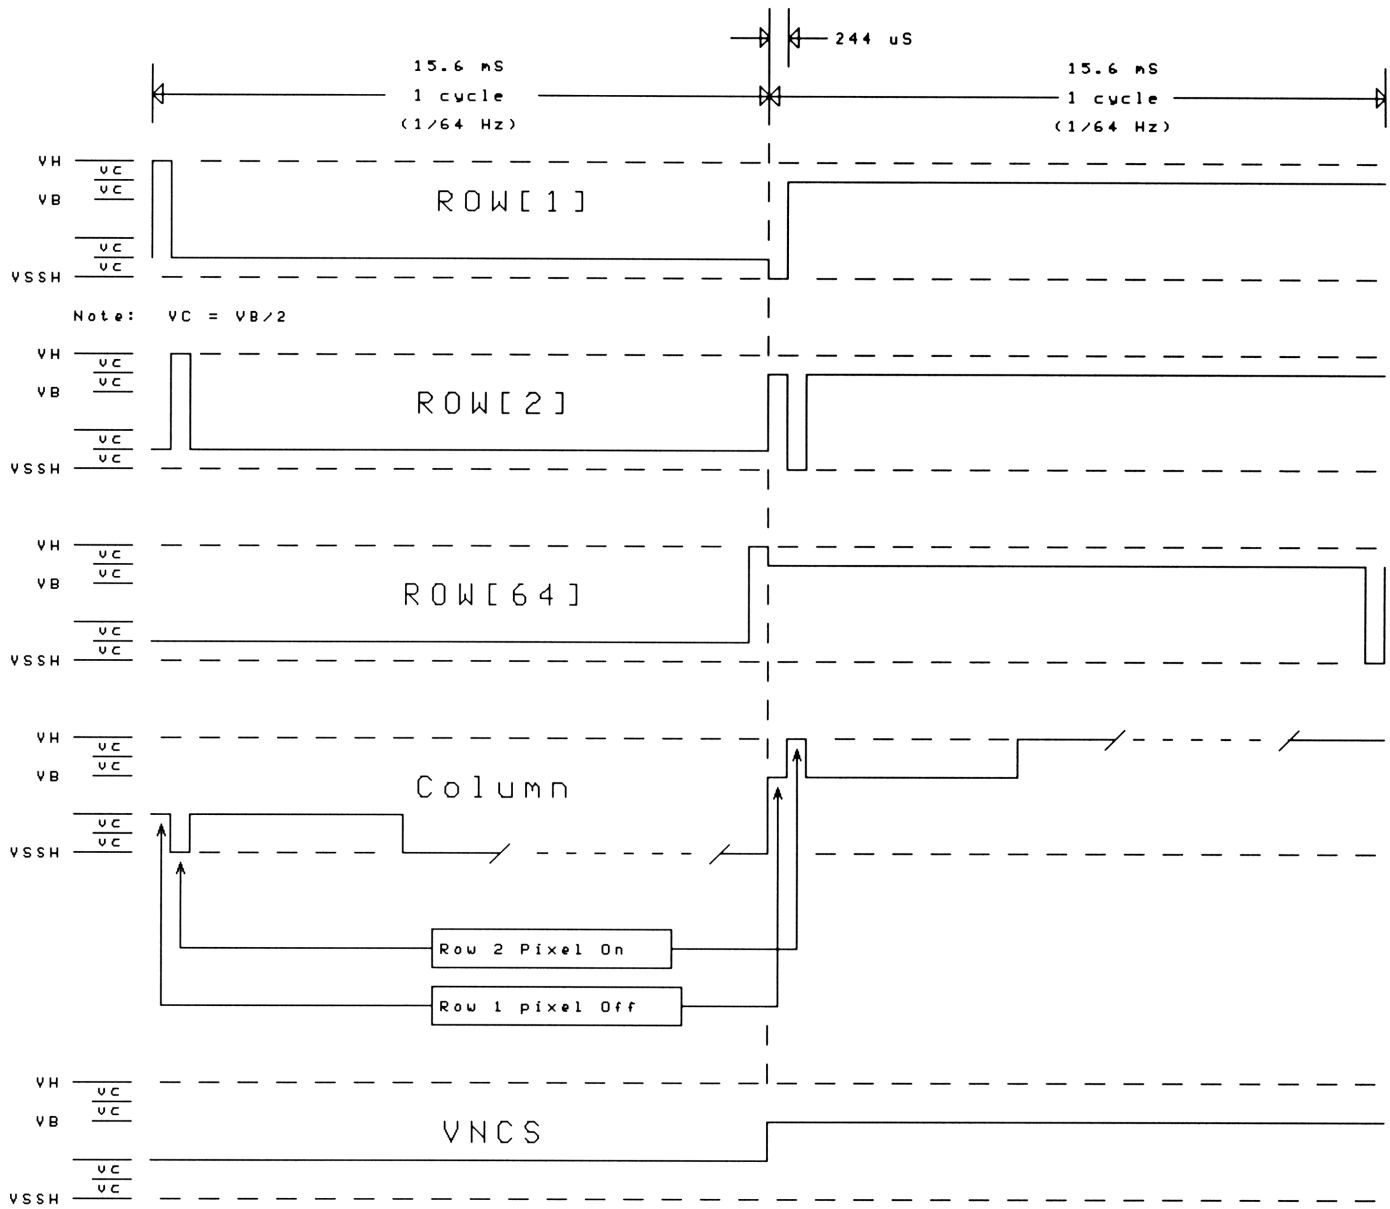 244 uS
15.6 mS
1 cycle
(1/64 Hz)
15.6 mS
1 cycle
(1/64 Hz)
VH
VC
VC
VB
ROW[1]
VC
VC
VSSH
Note: VC = VB/2
VH
VC
VC
VB
ROW[2]
VC
VC
VSSH
VH
VC
VC
VB
ROW[64]
VC
VC
VSSH
VH
VC
VC
VB
Column
VC
VC
VSSH
Row 2 Pixel On
Row 1 pixel Off
VH
VC
VC
VB
VNCS
VC
VC
VSSH